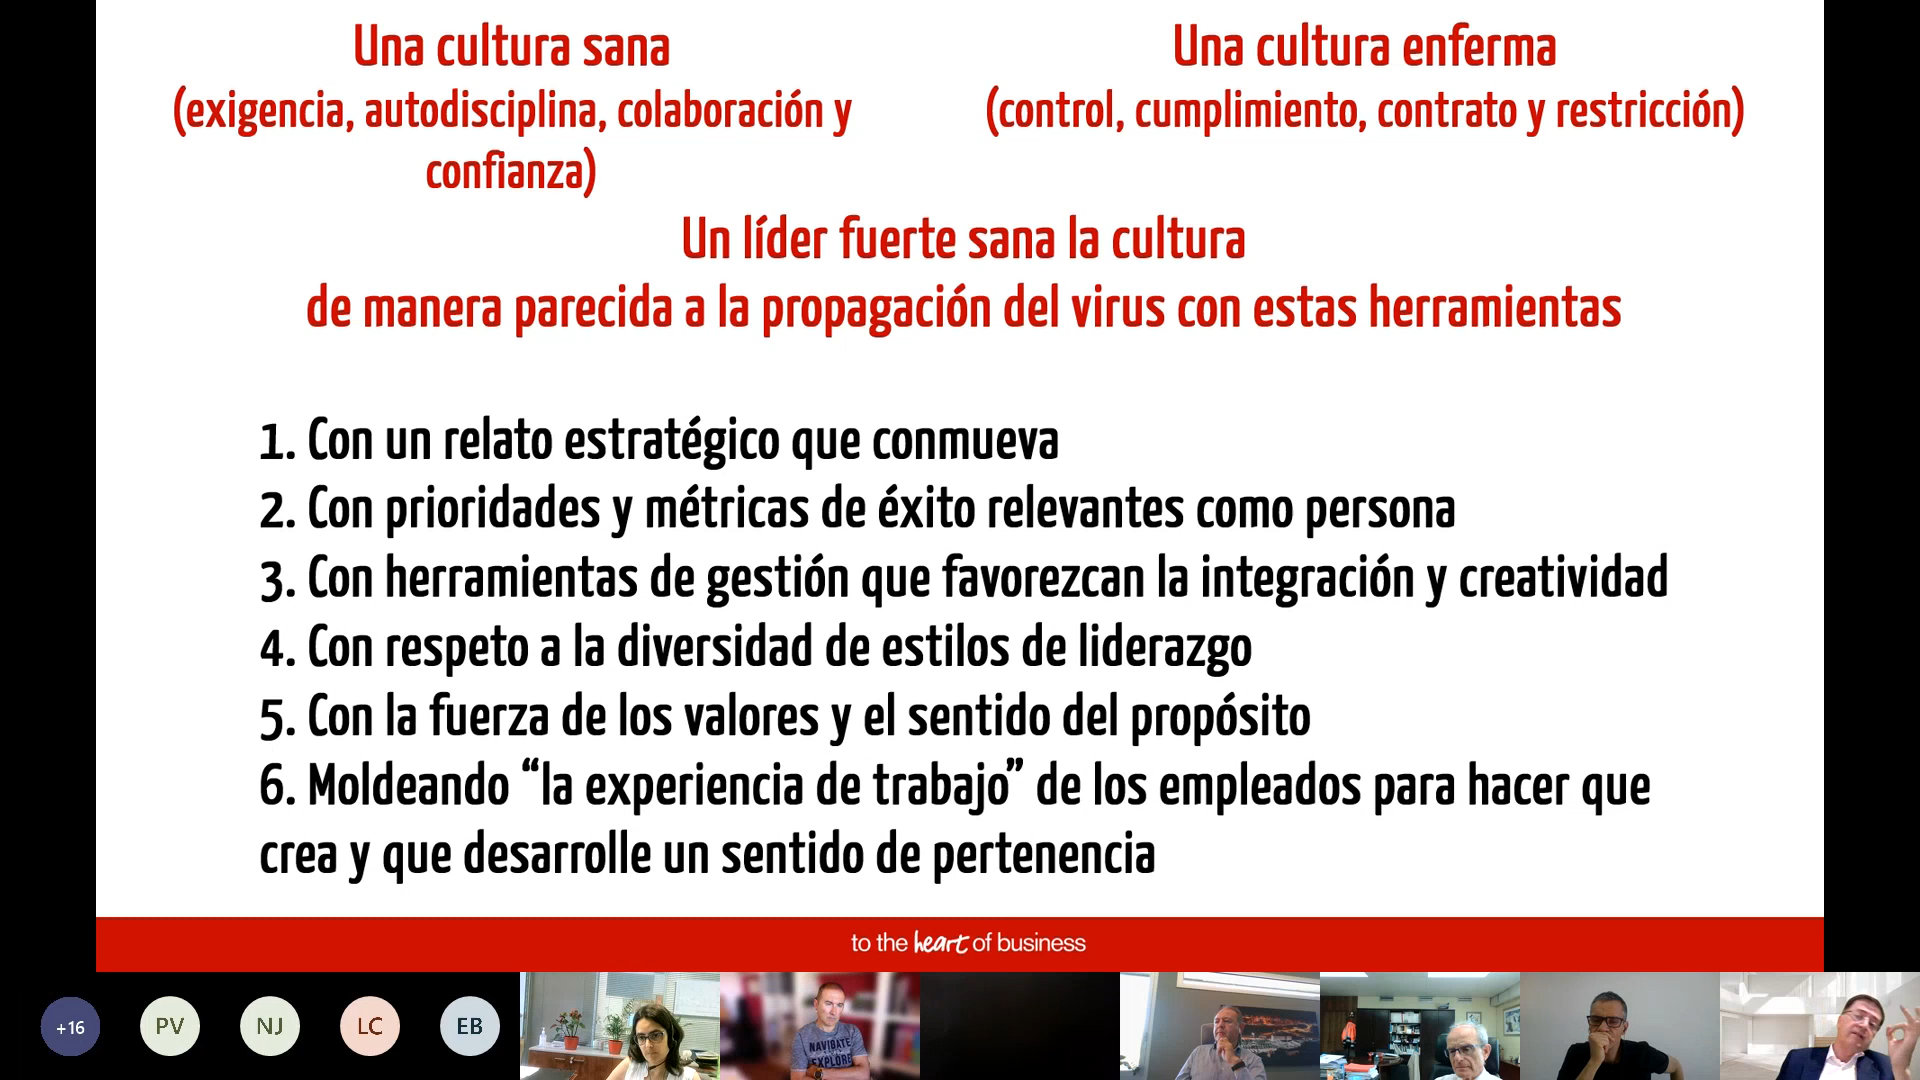 Una cultura sana
(exigencia, autodisciplina, colaboración y
confianza)
Una cultura enferma
(control, cumplimiento, contrato y restricción)
Un líder fuerte sana la cultura
de manera parecida a la propagación del virus con estas herramientas
1. Con un relato estratégico que conmueva
2. Con prioridades y métricas de éxito relevantes como persona
3. Con herramientas de gestión que favorezcan la integración y creatividad
4. Con respeto a la diversidad de estilos de liderazgo
5. Con la fuerza de los valores y el sentido del propósito
6. Moldeando “la experiencia de trabajo” de los empleados para hacer que
crea y que desarrolle un sentido de pertenencia
to the heart of business
+16
PV
NJ
LC
EB
NAVIGATE
EXPLORE